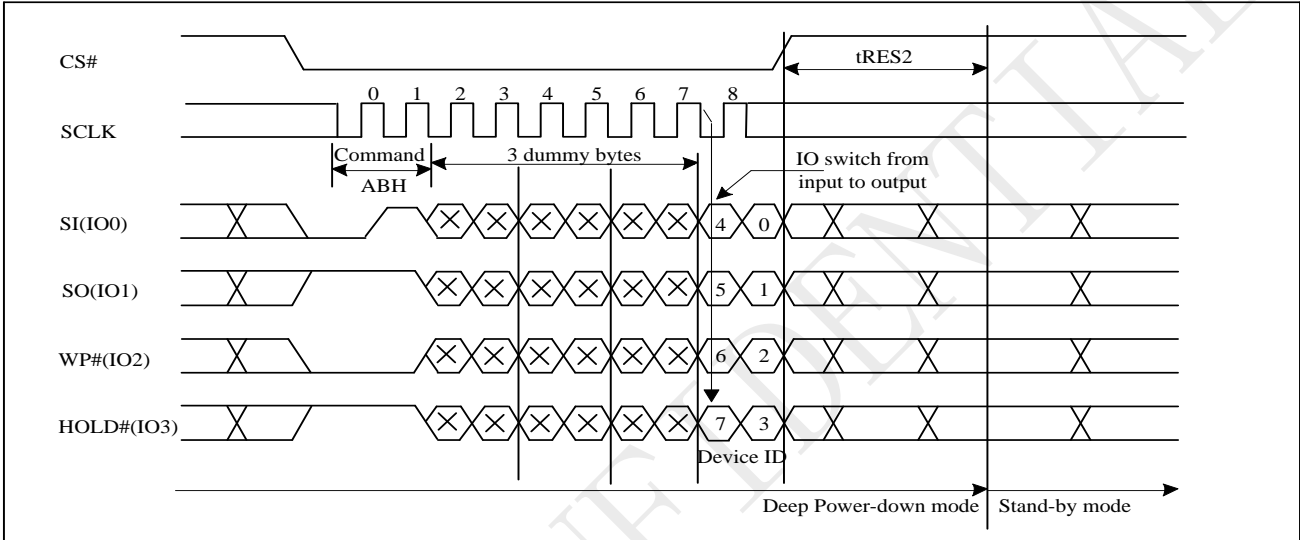 CS#
tRES2
0 1 2 3 4 5 6 7 8
SCLK
Command
ABH
3 dummy bytes
IO switch from
input to output
SI(IO0)
4 0
SO(IO1)
5 1
WP#(IO2)
6 2
HOLD#(IO3)
7 3
Device ID
Deep Power-down mode
Stand-by mode